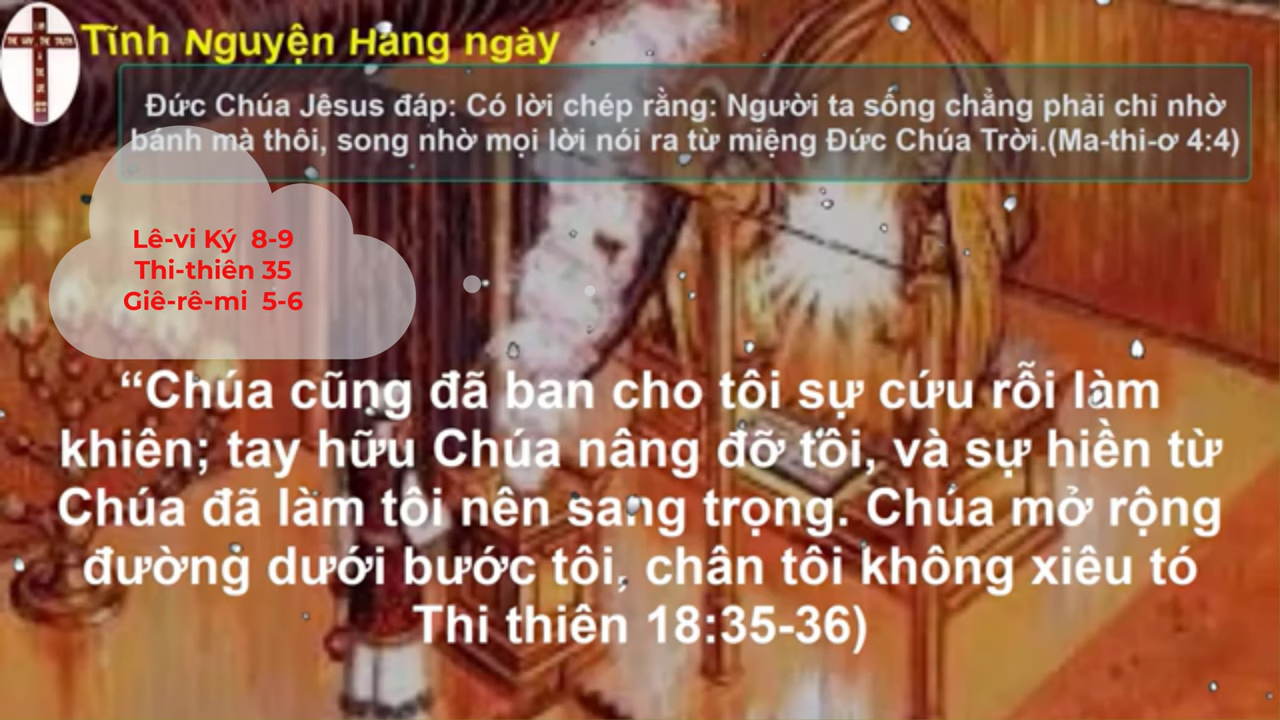 Tĩnh Nguyện Hàng ngày
Đức Chúa Jêsus đáp: Có lời chép rằng: Người ta sống chẳng phải chỉ nhờ
bánh mà thôi, song nhờ mọi lời nói ra từ miệng Đức Chúa Trời.(Ma-thi-ơ 4:4)
Lê-vi Ký 8-9
Thi-thiên 35
Giê-rê-mi 5-6
“Chúa cũng đã ban cho tôi sự cứu rỗi làm
khiên; tay hữu Chúa nâng đỡ tôi, và sự hiền từ
Chúa đã làm tôi nên sang trọng. Chúa mở rộng
đường dưới bước tôi, chân tôi không xiêu tó
Thi thiên 18:35-36)